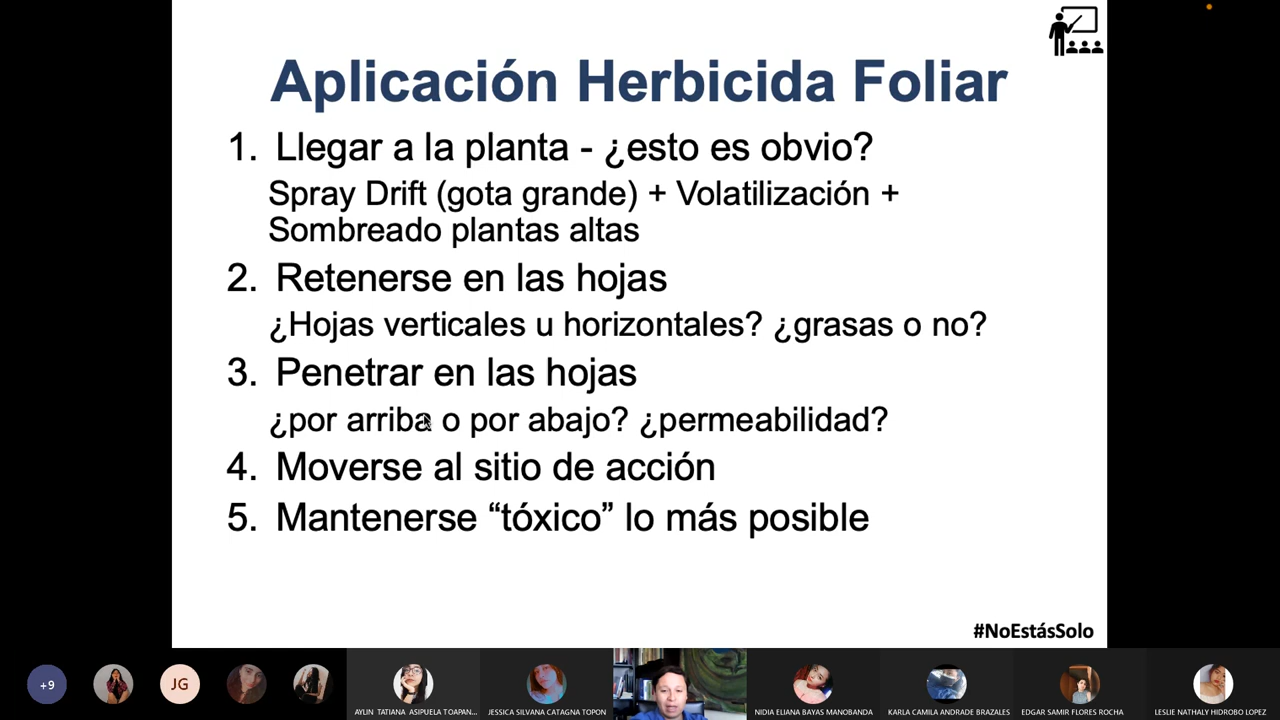 Aplicación Herbicida Foliar
1. Llegar a la planta - ¿esto es obvio?
Spray Drift (gota grande) + Volatilización +
Sombreado plantas altas
2. Retenerse en las hojas
¿Hojas verticales u horizontales? ¿grasas o no?
3. Penetrar en las hojas
¿por arriba o por abajo? ¿permeabilidad?
4. Moverse al sitio de acción
5. Mantenerse “tóxico” lo más posible
#NoEstásSolo
+9
JG
AYLIN TATIANA ASIPUELA TOAPAN...
JESSICA SILVANA CATAGNA TOPON
NIDIA ELIANA BAYAS MANOBANDA
KARLA CAMILA ANDRADE BRAZALES
EDGAR SAMIR FLORES ROCHA
LESLIE NATHALY HIDROBO LOPEZ